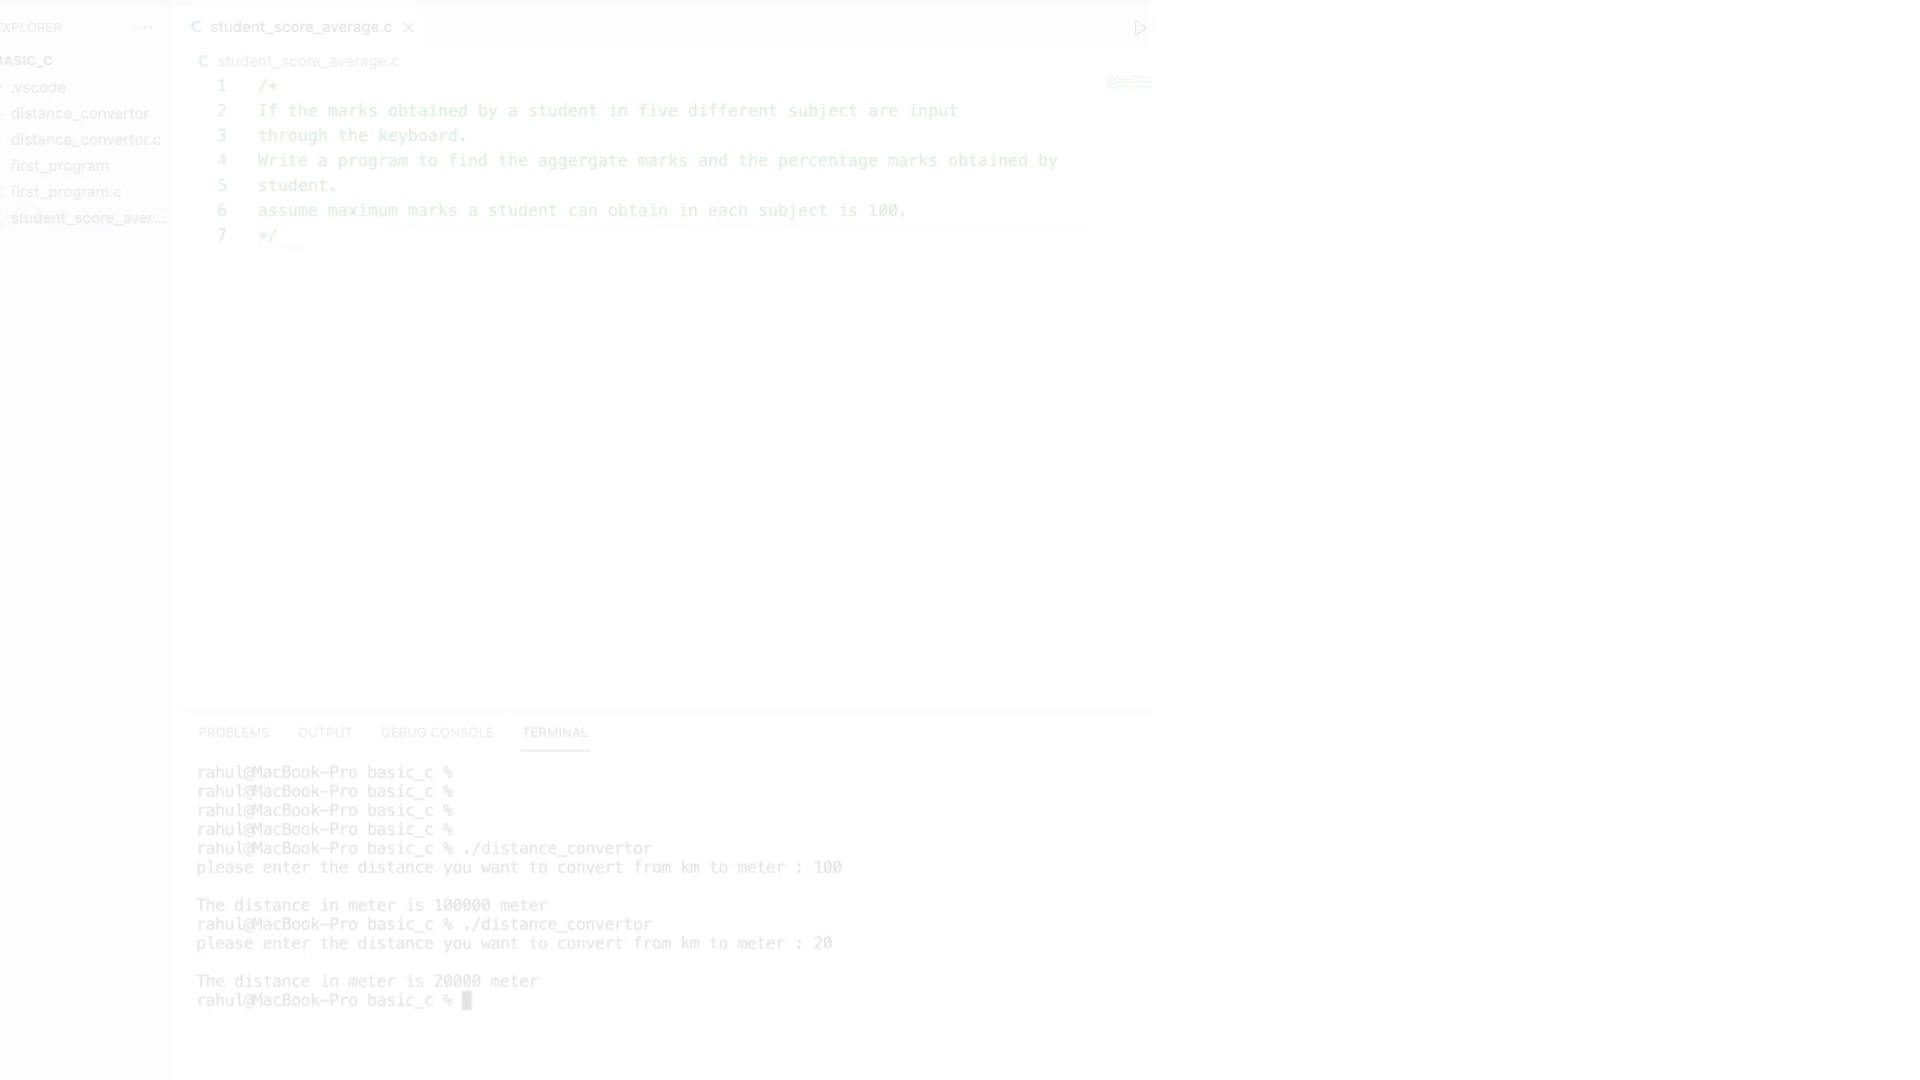 EXPLORER
BASIC_C
.vscode
distance_convertor
distance_convertor.c
first_program
first_program.c
student_score_aver...
C student_score_average.c
C student_score_average.c
1 /*
2 If the marks obtained by a student in five different subject are input
3 through the keyboard.
4 Write a program to find the aggergate marks and the percentage marks obtained by
5 student.
6 assume maximum marks a student can obtain in each subject is 100.
7 */
PROBLEMS OUTPUT DEBUG CONSOLE TERMINAL
rahul@MacBook-Pro basic_c %
rahul@MacBook-Pro basic_c %
rahul@MacBook-Pro basic_c %
rahul@MacBook-Pro basic_c %
rahul@MacBook-Pro basic_c % ./distance_convertor
please enter the distance you want to convert from km to meter : 100
The distance in meter is 100000 meter
rahul@MacBook-Pro basic_c % ./distance_convertor
please enter the distance you want to convert from km to meter : 20
The distance in meter is 20000 meter
rahul@MacBook-Pro basic_c %